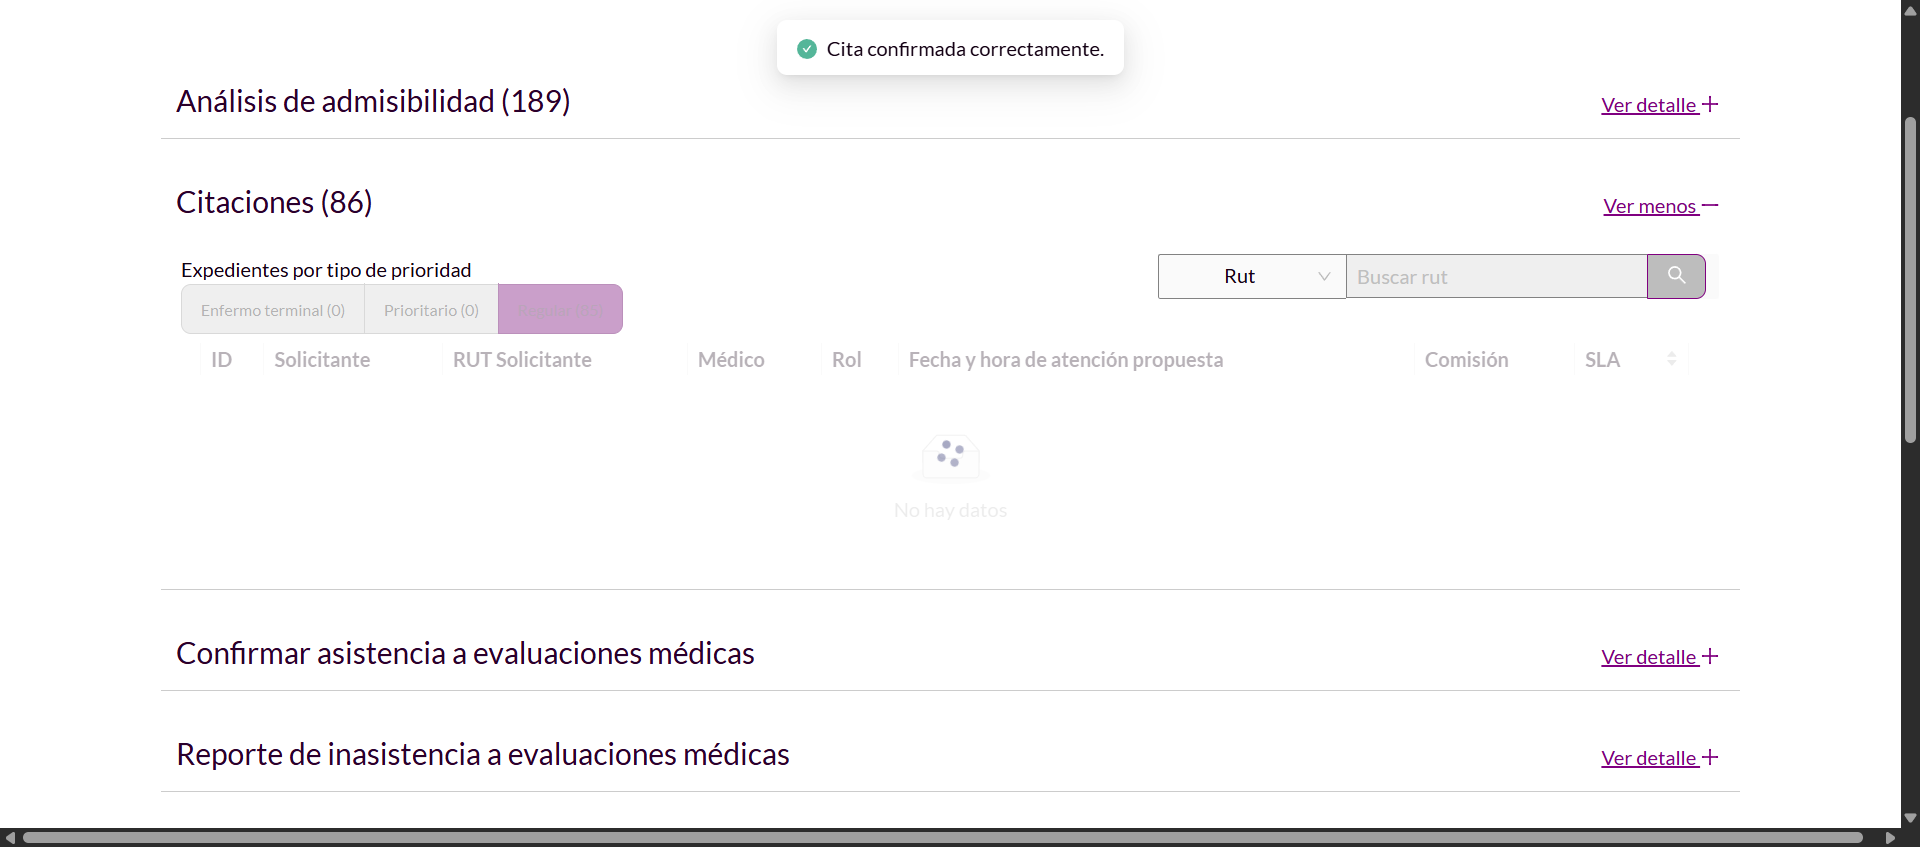 Cita confirmada correctamente.
Análisis de admisibilidad (189)
Ver detalle
Citaciones (86)
Ver menos
Expedientes por tipo de prioridad
Rut
Buscar rut
Enfermo terminal (0)
Prioritario (0)
ID
Solicitante
RUT Solicitante
Médico
Rol
Fecha y hora de atención propuesta
Comisión
SLA
No hay datos
Confirmar asistencia a evaluaciones médicas
Ver detalle
Reporte de inasistencia a evaluaciones médicas
Ver detalle